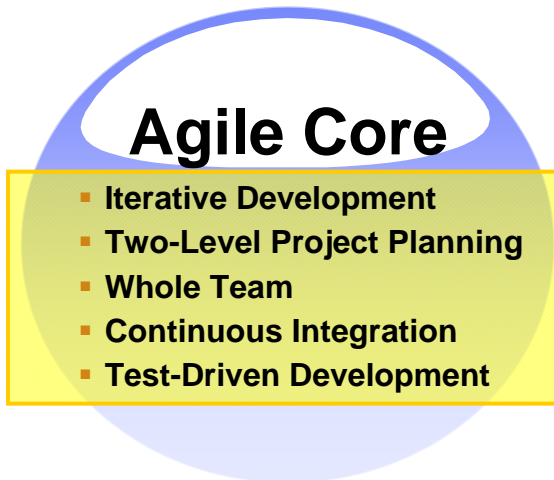 Agile Core
▪ Iterative Development
▪ Two-Level Project Planning
▪ Whole Team
▪ Continuous Integration
▪ Test-Driven Development